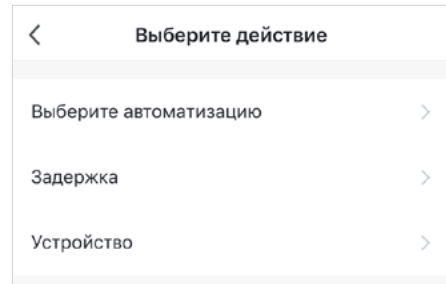 Выберите действие
Выберите автоматизацию
Задержка
Устройство